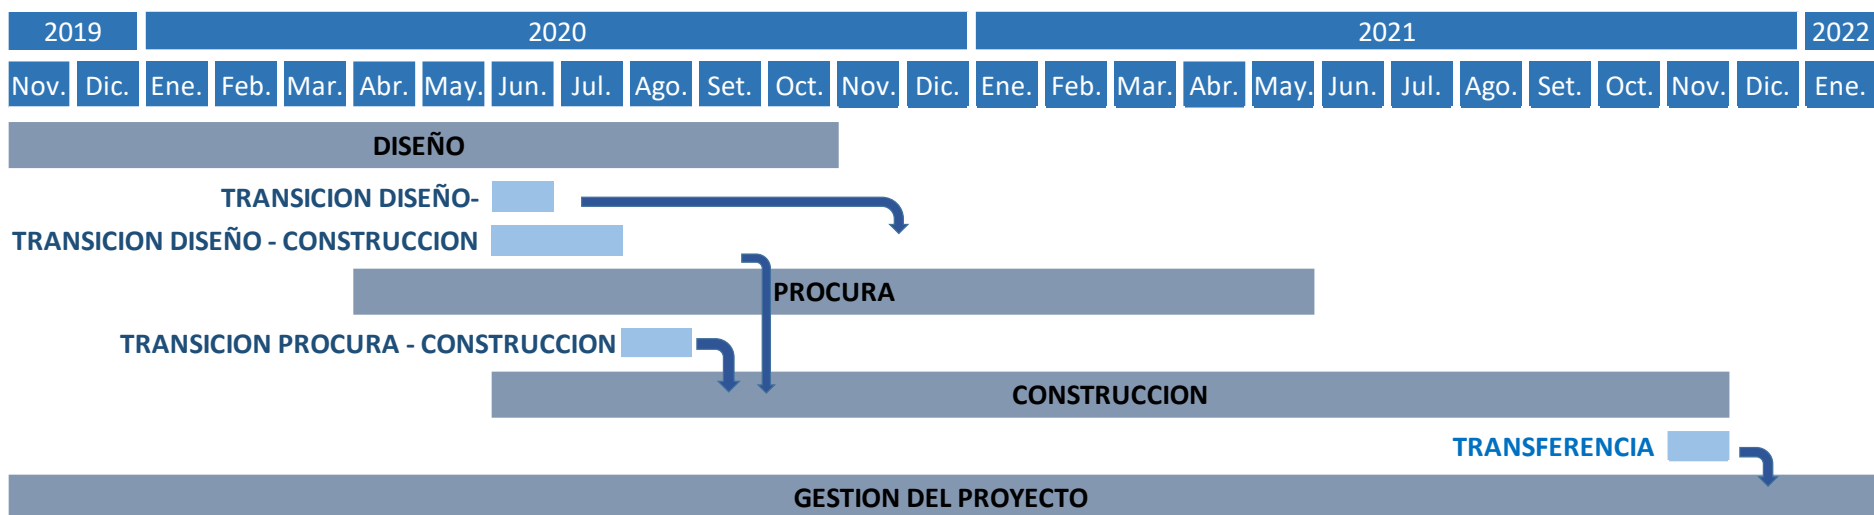 2019 2020 2021 2022
Nov. Dic. Ene. Feb. Mar. Abr. May. Jun. Jul. Ago. Set. Oct. Nov. Dic. Ene. Feb. Mar. Abr. May. Jun. Jul. Ago. Set. Oct. Nov. Dic. Ene.
DISEÑO
TRANSICION DISEÑO-
TRANSICION DISEÑO - CONSTRUCCION
PROCURA
TRANSICION PROCURA - CONSTRUCCION
CONSTRUCCION
TRANSFERENCIA
GESTION DEL PROYECTO